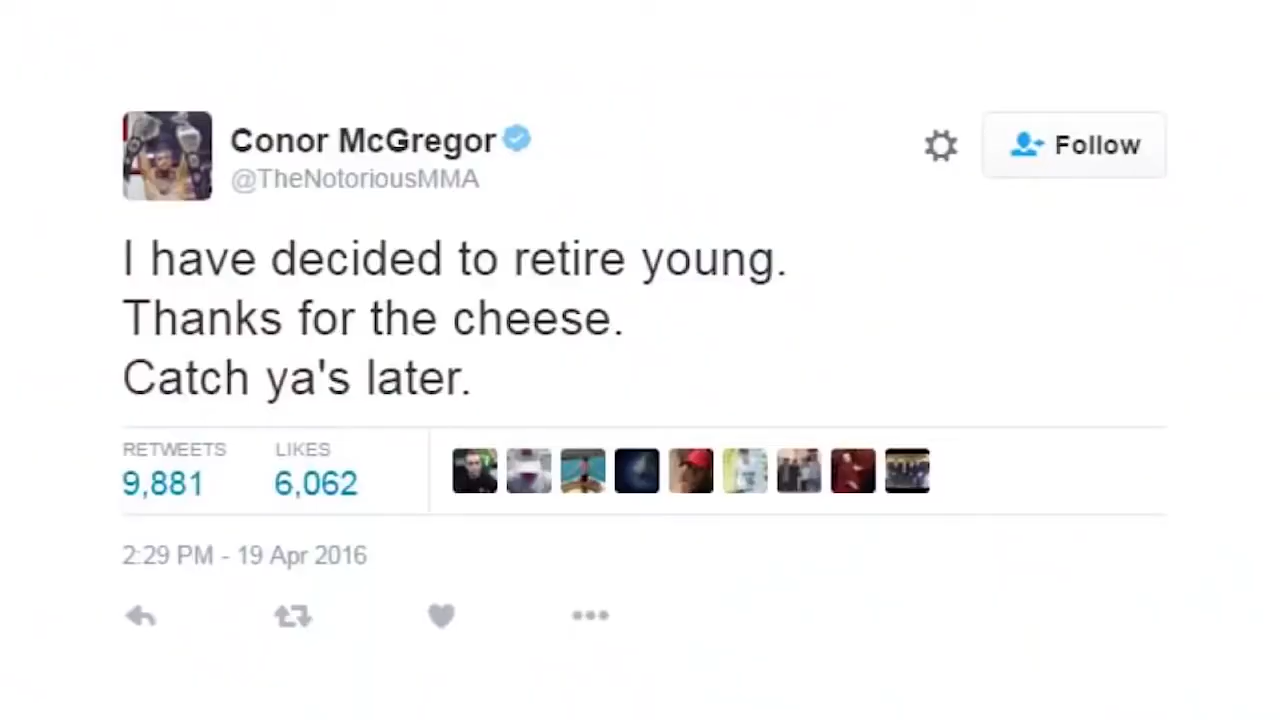 Conor McGregor
@TheNotoriousMMA
Follow
I have decided to retire young.
Thanks for the cheese.
Catch ya's later.
RETWEETS LIKES
9,881 6,062
2:29 PM - 19 Apr 2016